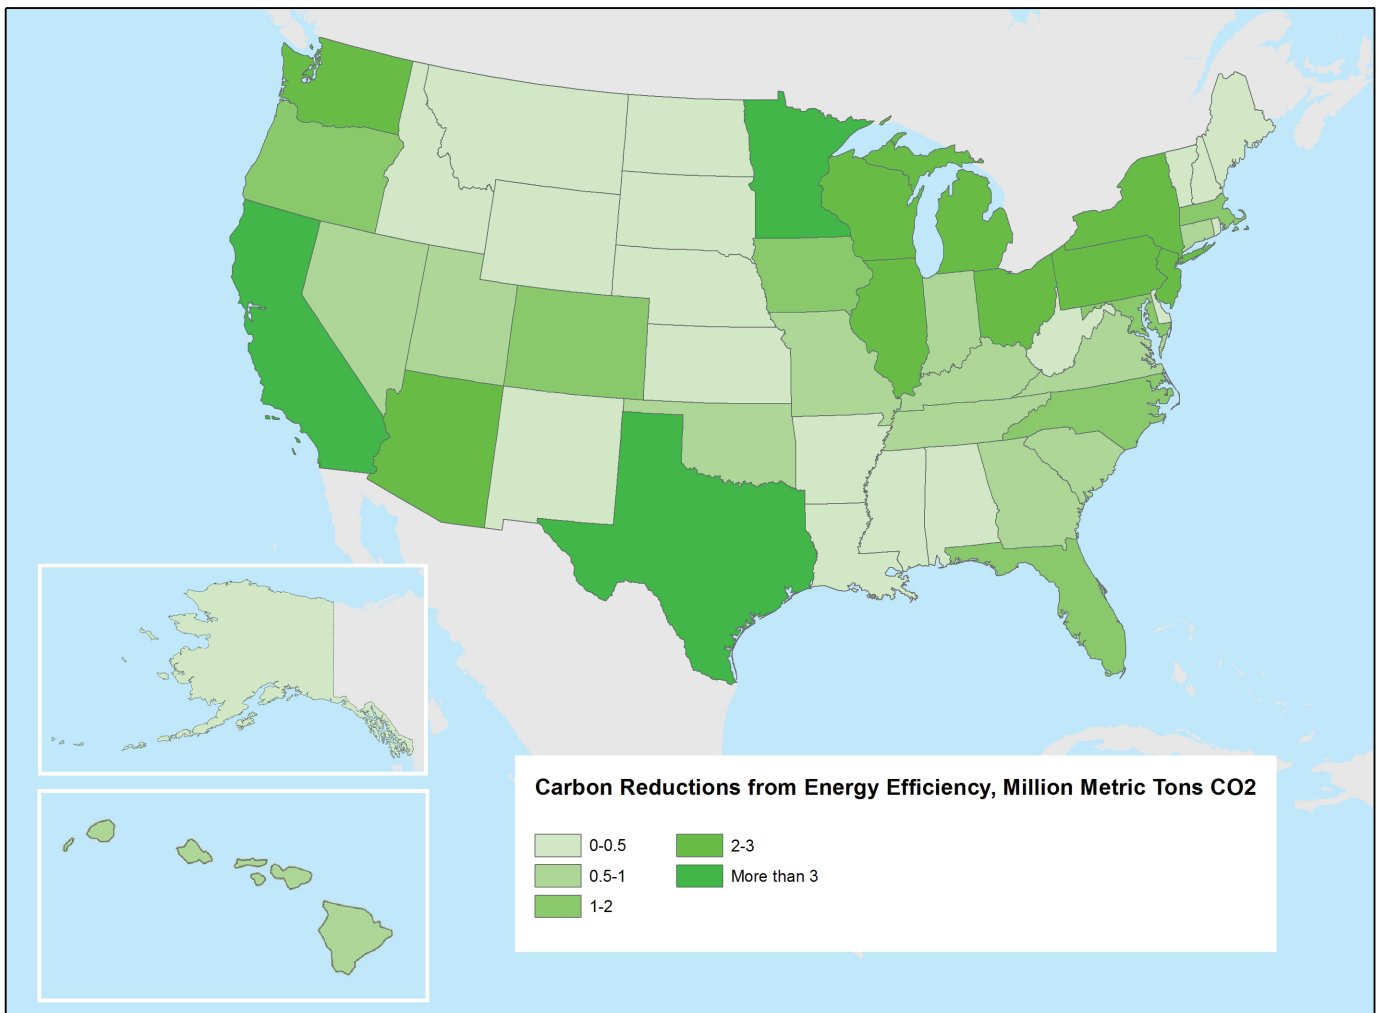 Carbon Reductions from Energy Efficiency, Million Metric Tons CO2
0-0.5
0.5-1
1-2
2-3
More than 3